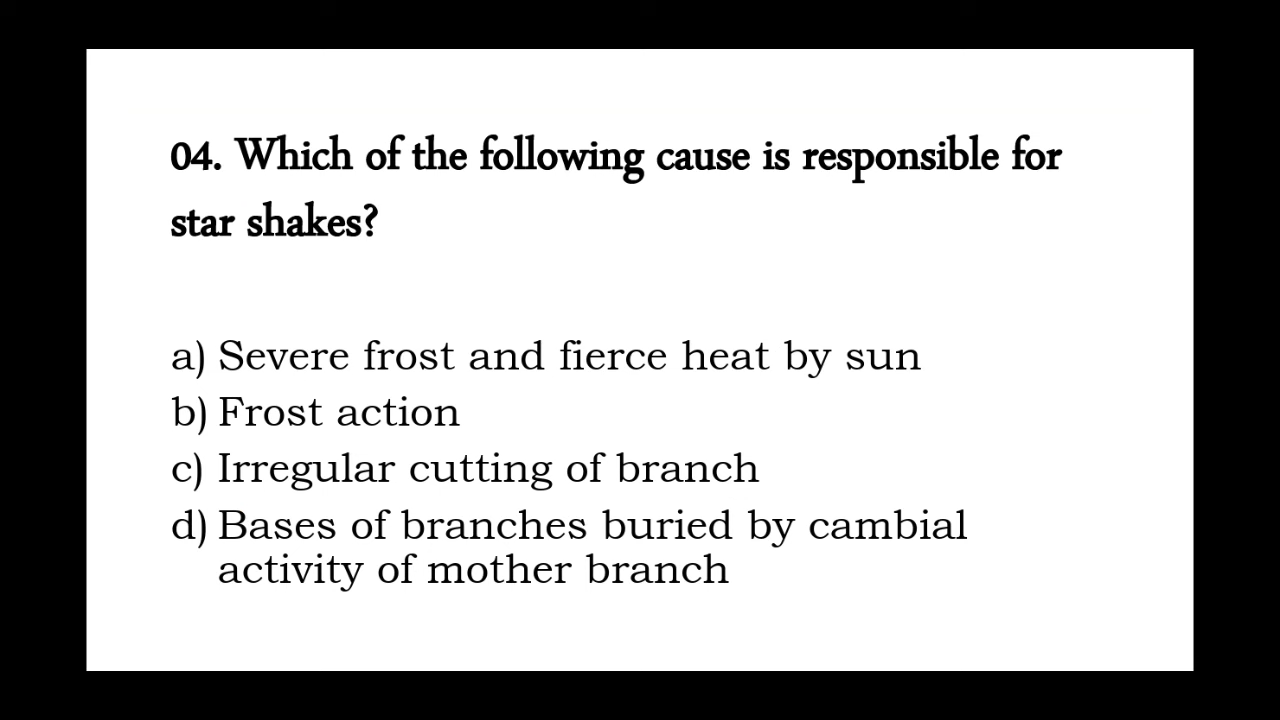 04. Which of the following cause is responsible for
star shakes?
a) Severe frost and fierce heat by sun
b) Frost action
c) Irregular cutting of branch
d) Bases of branches buried by cambial
activity of mother branch